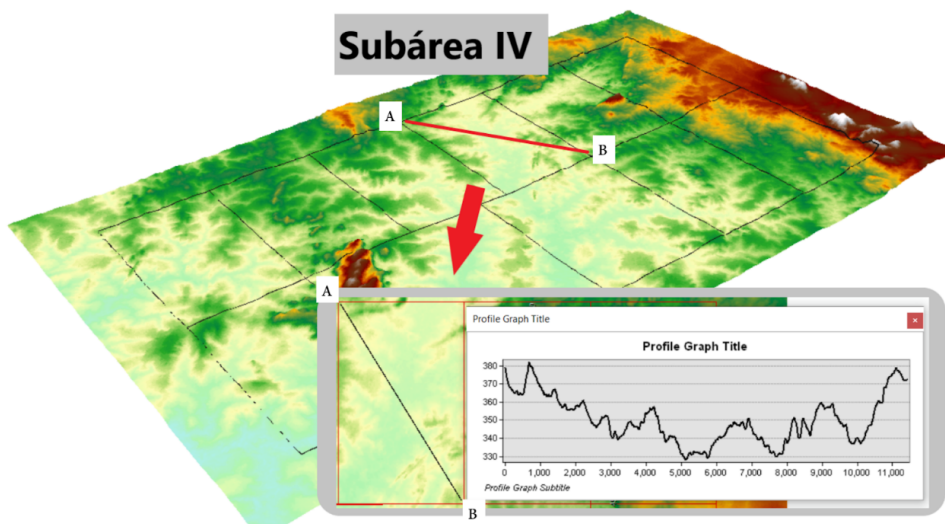 Subárea IV
A
B
A
Profile Graph Title
×
Profile Graph Title
380
370
360
350
340
330
0 1,000 2,000 3,000 4,000 5,000 6,000 7,000 8,000 9,000 10,000 11,000
Profile Graph Subtitle
B